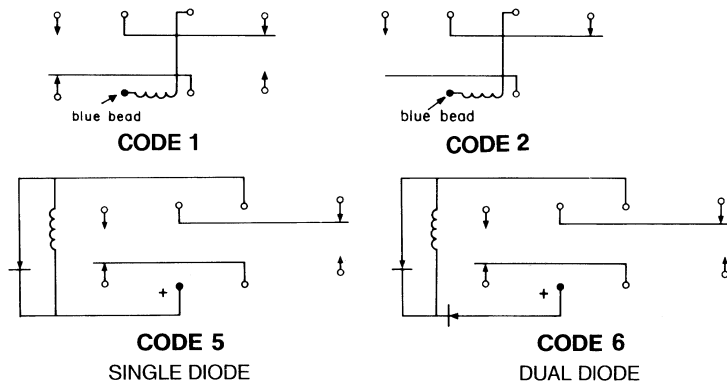 blue bead
CODE 1
blue bead
CODE 2
+
CODE 5
SINGLE DIODE
+
CODE 6
DUAL DIODE